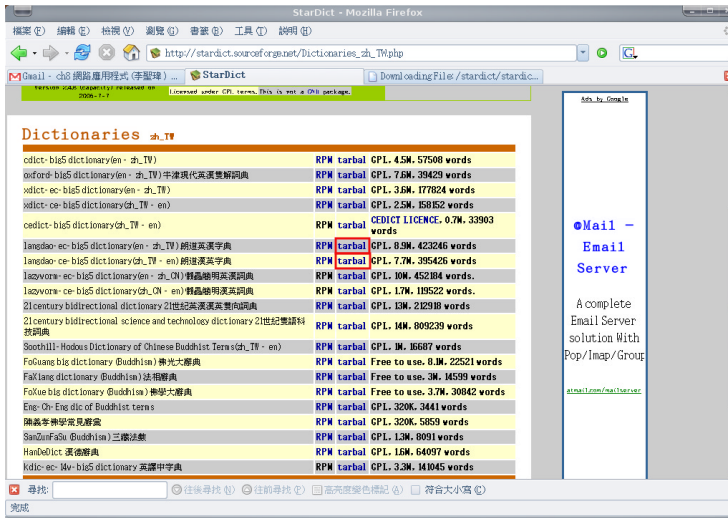 StarDict - Mozilla Firefox
檔案(F) 編輯(E) 檢視(V) 瀏覽(G) 書籤(B) 工具(T) 說明(H)
http://stardict.sourceforge.net/Dictionaries_zh_TW.php
Gmail - ch8 網路應用程式 (李聖瑋) ...
StarDict
DownloadingFile: /stardict/stardic...
2006-7-7
Licensed under GPL terms. This is not a GNU package.
Ads by Google
Dictionaries zh_TW
cdict-big5 dictionary(en - zh_TW) RPM tarbal GPL, 4.5M, 57508 words
oxford-big5 dictionary(en - zh_TW)牛津現代英漢雙解詞典 RPM tarbal GPL, 7.6M, 39429 words
xdict-ec-big5 dictionary(en - zh_TW) RPM tarbal GPL, 3.6M, 177824 words
xdict-ce-big5 dictionary(zh_TW - en) RPM tarbal GPL, 2.5M, 158152 words
cedict-big5 dictionary(zh_TW - en) RPM tarbal CEDICT LICENCE, 0.7M, 33903
words
langdao-ec-big5 dictionary(en - zh_TW)朗道英漢字典 RPM tarbal GPL, 8.9M, 423246 words
langdao-ce-big5 dictionary(zh_TW - en)朗道漢英字典 RPM tarbal GPL, 7.7M, 395426 words
lazyworm-ec-big5 dictionary(en - zh_CN)懶蟲簡明英漢詞典 RPM tarbal GPL, 10M, 452184 words.
lazyworm-ce-big5 dictionary(zh_CN - en)懶蟲簡明漢英詞典 RPM tarbal GPL, 1.7M, 119522 words.
21century bidirectional dictionary 21世紀英漢漢英雙向詞典 RPM tarbal GPL, 13M, 212918 words
21century bidirectional science and technology dictionary 21世紀雙語科
技詞典 RPM tarbal GPL, 14M, 809239 words
Soothill-Hodous Dictionary of Chinese Buddhist Terms(zh_TW - en) RPM tarbal GPL, 1M, 16687 words
FoGuang big dictionary (Buddhism)佛光大辭典 RPM tarbal Free to use, 8.1M, 22521 words
FaXiang dictionary (Buddhism)法相辭典 RPM tarbal Free to use, 3M, 14599 words
FoXue big dictionary (Buddhism)佛學大辭典 RPM tarbal Free to use, 3.7M, 30842 words
Eng-Ch-Eng dic of Buddhist terms RPM tarbal GPL, 320K, 3441 words
陳義孝佛學常見辭彙 RPM tarbal GPL, 320K, 5859 words
SanZunFaSu (Buddhism)三藏法數 RPM tarbal GPL, 1.3M, 8091 words
HanDeDict 漢德辭典 RPM tarbal GPL, 1.6M, 64097 words
Kdic-ec-14w-big5 dictionary 英譯中字典 RPM tarbal GPL, 3.3M, 141045 words
@Mail –
Email
Server
A complete
Email Server
solution With
Pop/Imap/Group
atmail.com/mailserver
尋找: 往後尋找(N) 往前尋找(P) 高亮度變色標記(A) 符合大小寫(C)
完成